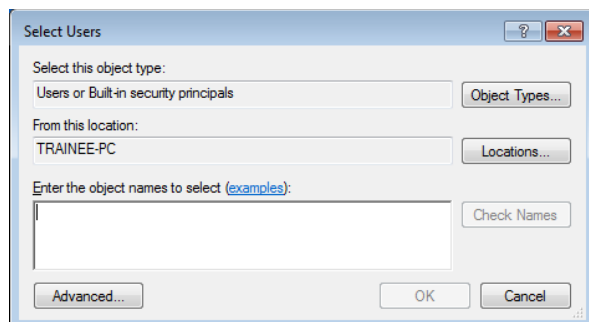 Select Users
Select this object type:
Users or Built-in security principals
Object Types...
From this location:
TRAINEE-PC
Locations...
Enter the object names to select (examples):
Check Names
Advanced...
OK
Cancel